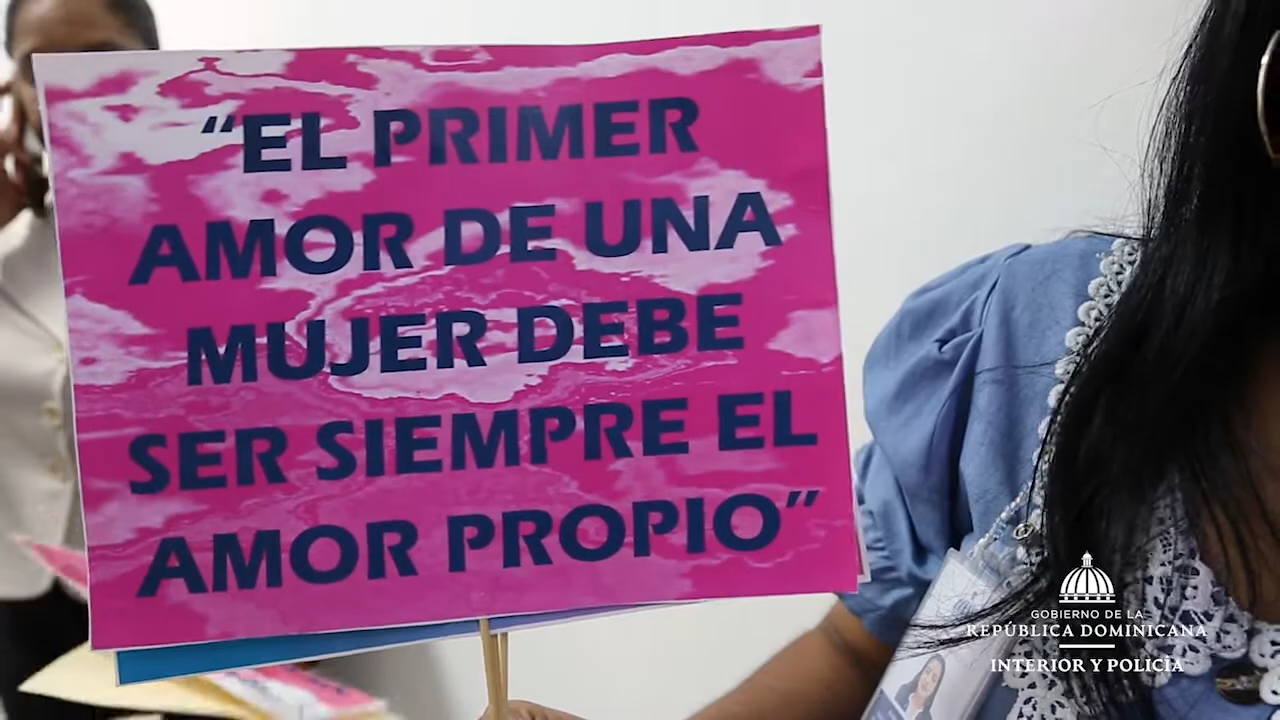 “EL PRIMER
AMOR DE UNA
MUJER DEBE
SER SIEMPRE EL
AMOR PROPIO”
GOBIERNO DE LA
REPÚBLICA DOMINICANA
INTERIOR Y POLICÍA